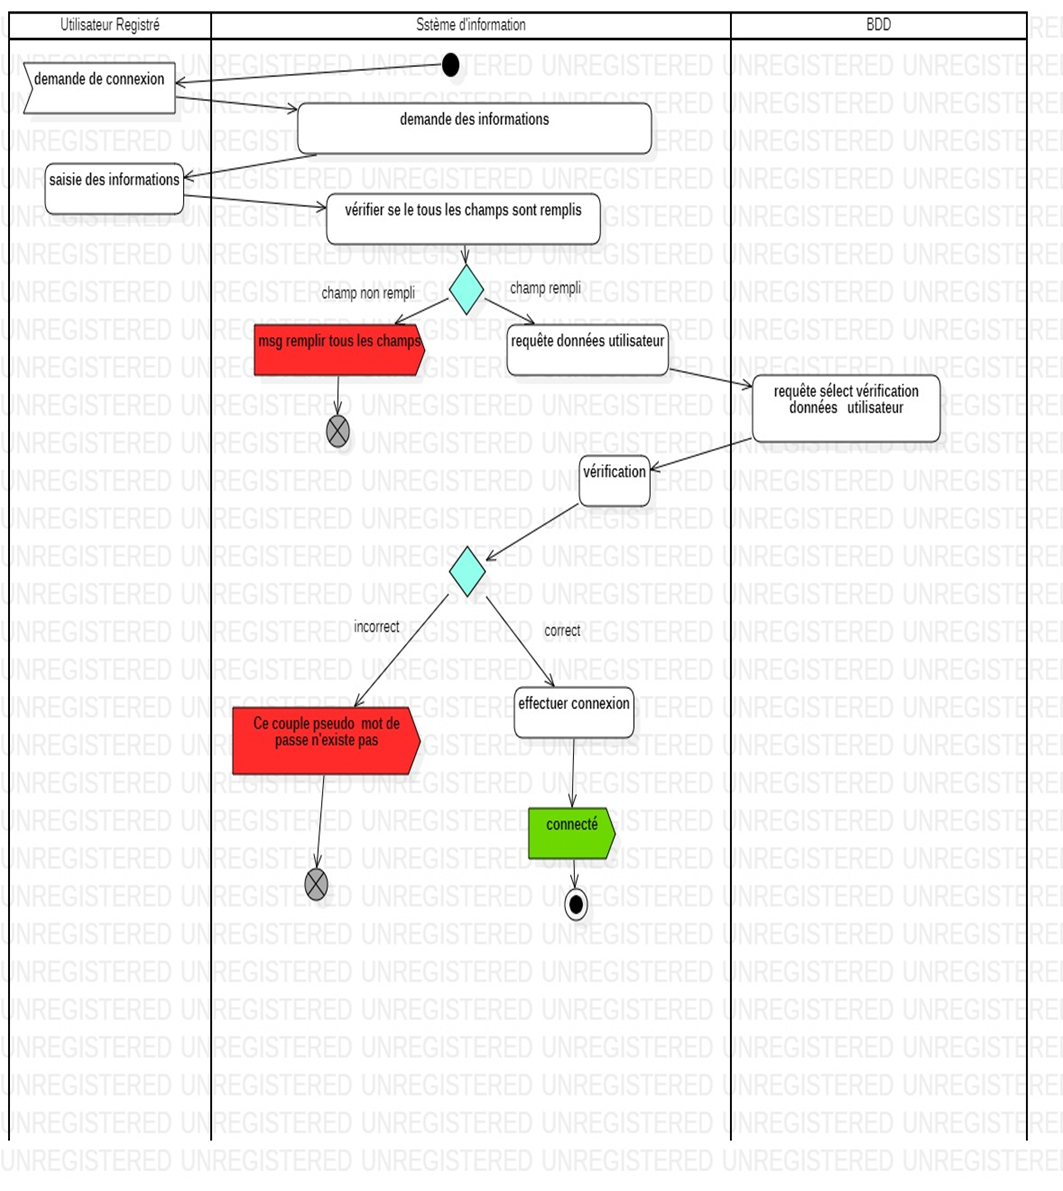 Utilisateur Registré
Sstème d'information
BDD
demande de connexion
demande des informations
saisie des informations
vérifier se le tous les champs sont remplis
champ non rempli
champ rempli
msg remplir tous les champs
requête données utilisateur
requête sélect vérification
données utilisateur
vérification
incorrect
correct
effectuer connexion
Ce couple pseudo mot de
passe n'existe pas
connecté
UNREGISTERED